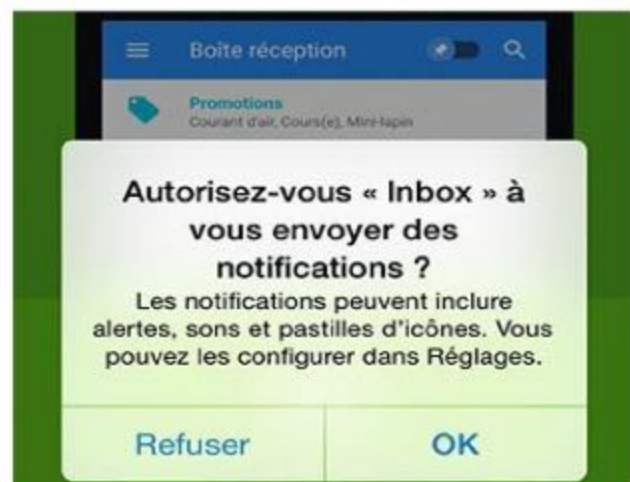 Boîte réception
Promotions
Courant d'air, Cours(e), Mini-lapin
Autorisez-vous « Inbox » à
vous envoyer des
notifications ?
Les notifications peuvent inclure
alertes, sons et pastilles d'icônes. Vous
pouvez les configurer dans Réglages.
Refuser
OK